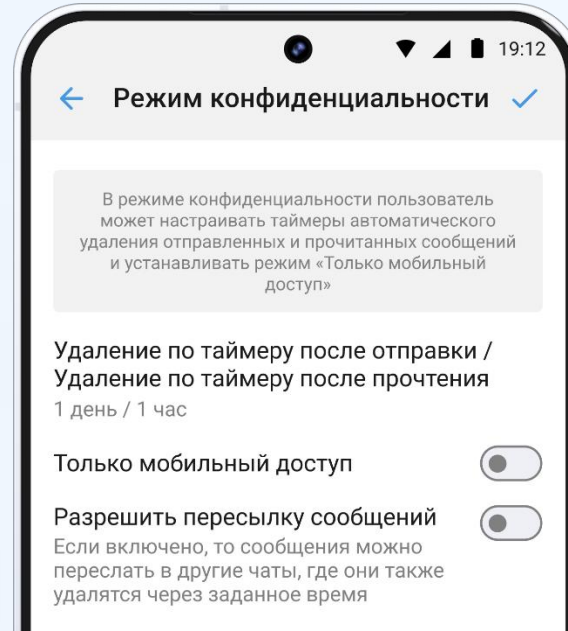 19:12
Режим конфиденциальности
В режиме конфиденциальности пользователь
может настраивать таймеры автоматического
удаления отправленных и прочитанных сообщений
и устанавливать режим «Только мобильный
доступ»
Удаление по таймеру после отправки /
Удаление по таймеру после прочтения
1 день / 1 час
Только мобильный доступ
Разрешить пересылку сообщений
Если включено, то сообщения можно
переслать в другие чаты, где они также
удалятся через заданное время